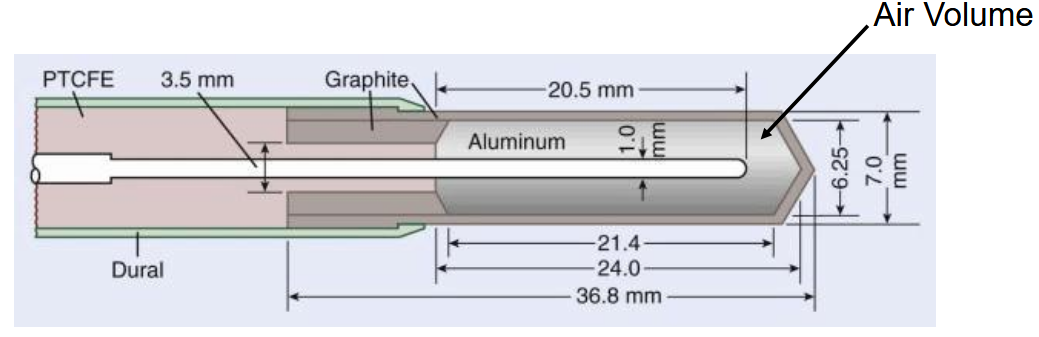 Air Volume
PTCFE
3.5 mm
Graphite
20.5 mm
Aluminum
1.0
mm
6.25
7.0
mm
21.4
24.0
36.8 mm
Dural